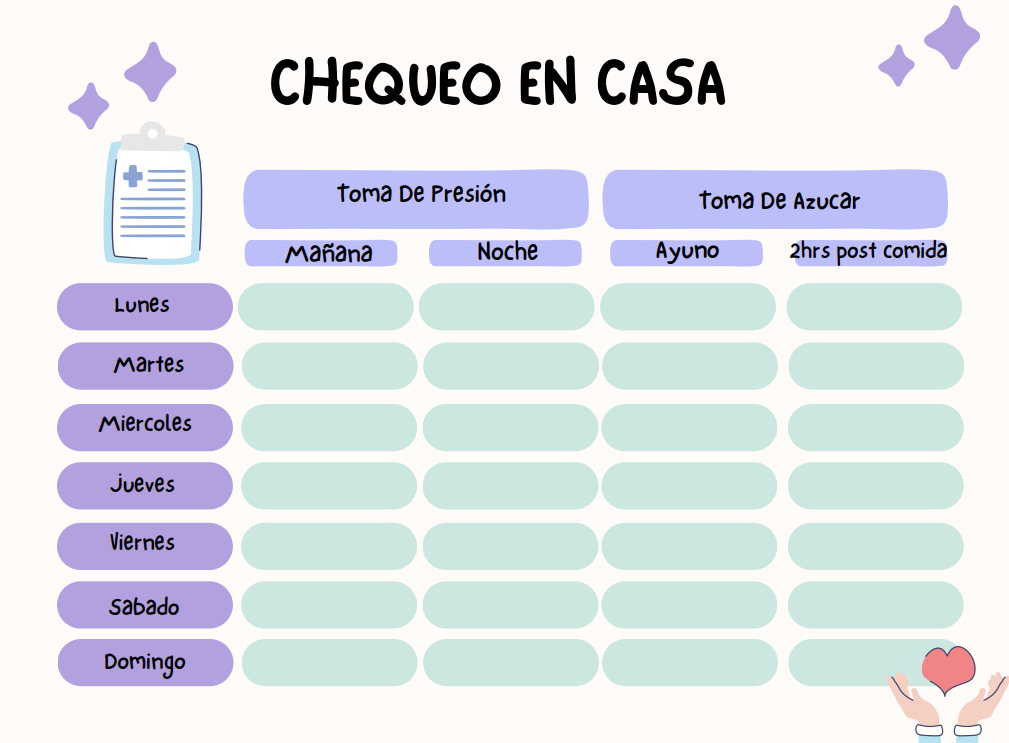 CHEQUEO EN CASA
Toma De Presión
Toma De Azucar
Mañana
Noche
Ayuno
2hrs post comida
Lunes
Martes
Miercoles
Jueves
Viernes
Sabado
Domingo